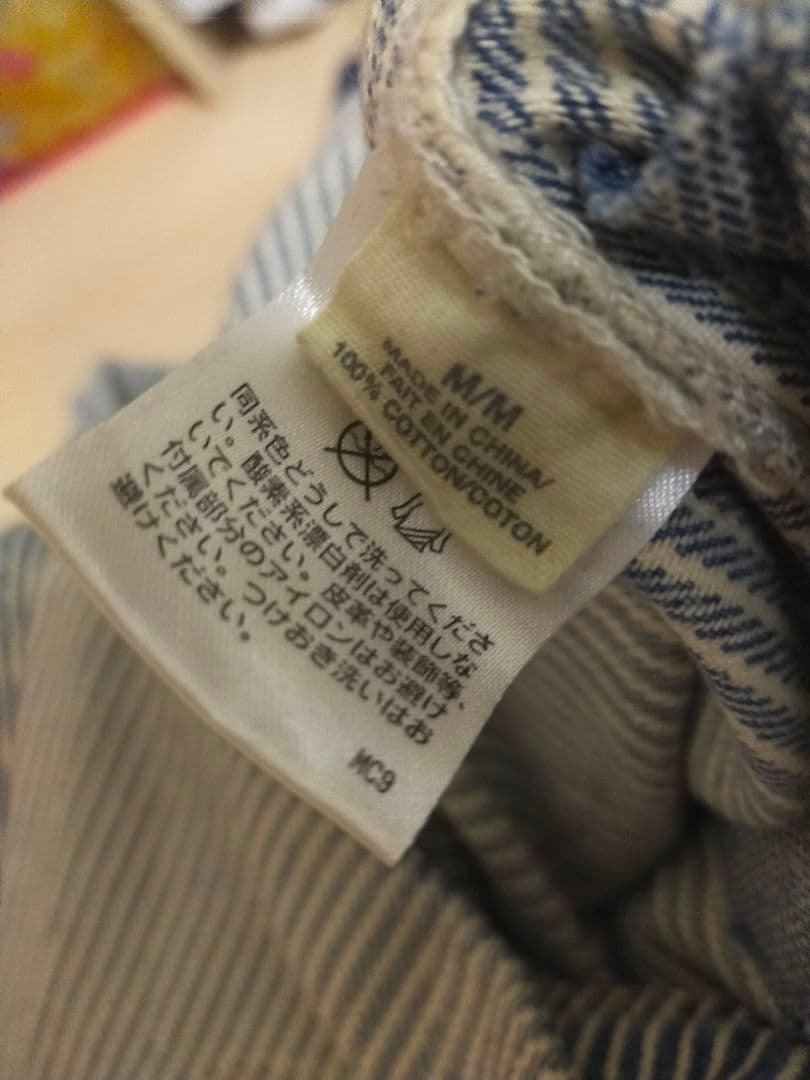 M/M
MADE IN CHINA/
FAIT EN CHINE
100% COTTON/COTON
同系色どうしで洗ってくださ
い。酸素系漂白剤は使用しな
いでください。皮革や装飾等、
付属部分のアイロンはお避け
ください。つけおき洗いはお
避けください。
MC9